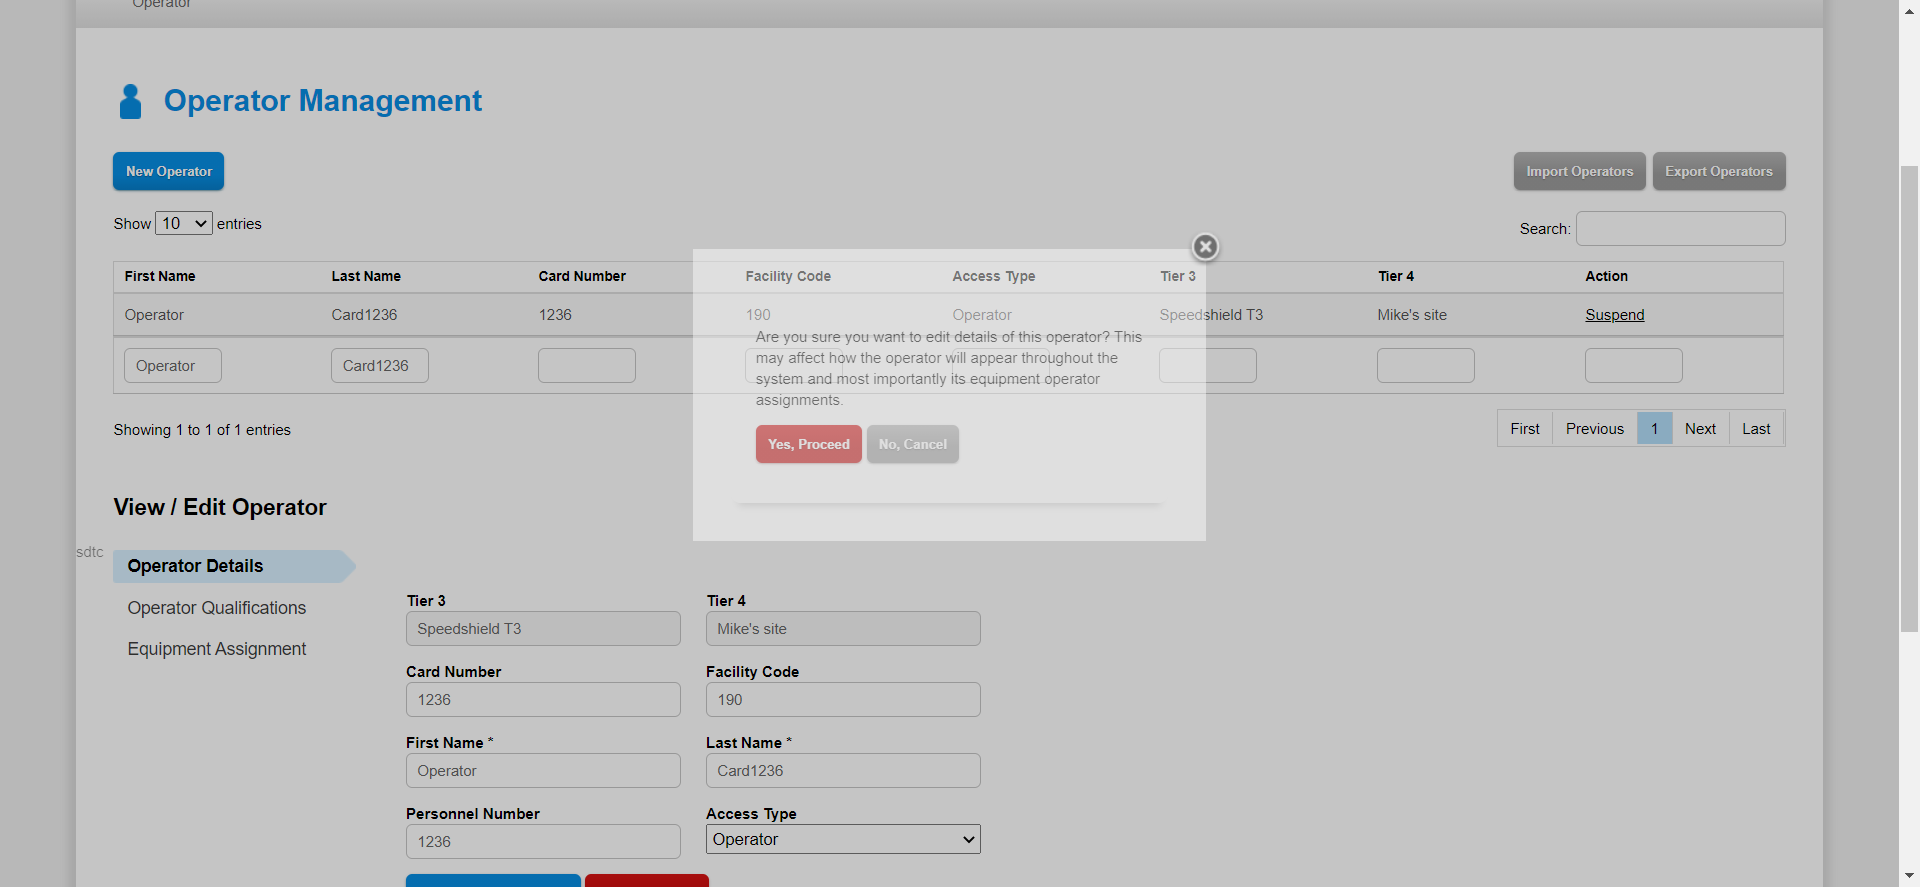 Operator
Operator Management
New Operator
Import Operators
Export Operators
Show 10 entries
Search:
First Name Last Name Card Number Facility Code Access Type Tier 3 Tier 4 Action
Operator Card1236 1236 190 Operator Speedshield T3 Mike's site Suspend
Operator Card1236
Are you sure you want to edit details of this operator? This
may affect how the operator will appear throughout the
system and most importantly its equipment operator
assignments.
Yes, Proceed No, Cancel
Showing 1 to 1 of 1 entries
First Previous 1 Next Last
View / Edit Operator
sdtc
Operator Details
Operator Qualifications
Equipment Assignment
Tier 3 Tier 4
Speedshield T3 Mike's site
Card Number Facility Code
1236 190
First Name * Last Name *
Operator Card1236
Personnel Number Access Type
1236 Operator